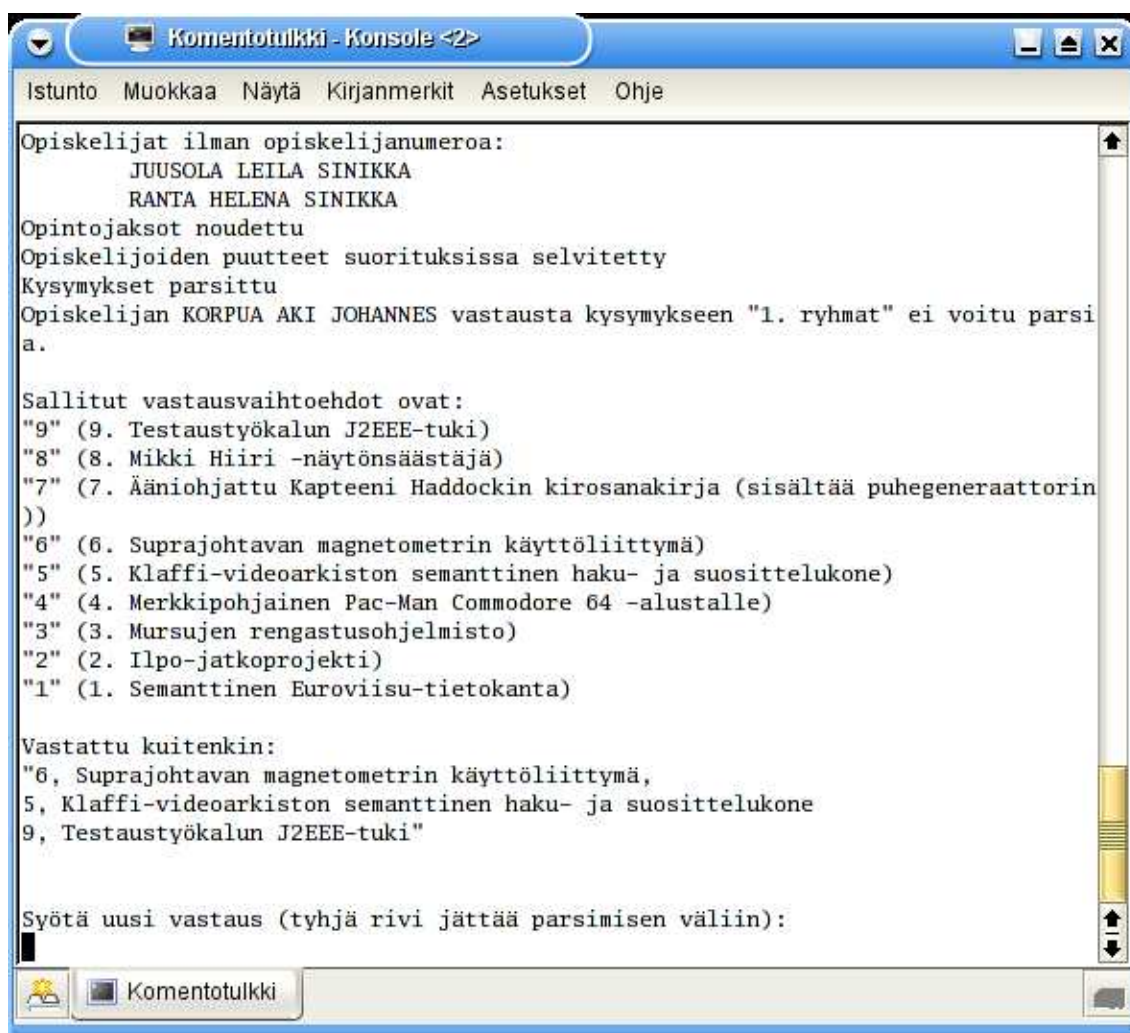 Komentotulkki - Konsole <2>
Istunto Muokkaa Näytä Kirjanmerkit Asetukset Ohje
Opiskelijat ilman opiskelijanumeroa:
JUUSOLA LEILA SINIKKA
RANTA HELENA SINIKKA
Opintojaksot noudettu
Opiskelijoiden puutteet suorituksissa selvitetty
Kysymykset parsittu
Opiskelijan KORPUA AKI JOHANNES vastausta kysymykseen "1. ryhmat" ei voitu parsi
a.
Sallitut vastausvaihtoehdot ovat:
"9" (9. Testaustyökalun J2EEE-tuki)
"8" (8. Mikki Hiiri -näytönsäästäjä)
"7" (7. Ääniohjattu Kapteeni Haddockin kirosanakirja (sisältää puhegeneraattorin
))
"6" (6. Suprajohtavan magnetometrin käyttöliittymä)
"5" (5. Klaffi-videoarkiston semanttinen haku- ja suosittelukone)
"4" (4. Merkkipohjainen Pac-Man Commodore 64 -alustalle)
"3" (3. Mursujen rengastusohjelmisto)
"2" (2. Ilpo-jatkoprojekti)
"1" (1. Semanttinen Euroviisu-tietokanta)
Vastattu kuitenkin:
"6, Suprajohtavan magnetometrin käyttöliittymä,
5, Klaffi-videoarkiston semanttinen haku- ja suosittelukone
9, Testaustyökalun J2EEE-tuki"
Syötä uusi vastaus (tyhjä rivi jättää parsimisen väliin):
Komentotulkki